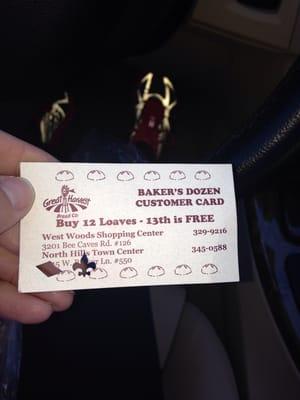 Great Harvest
Bread Co.
BAKER'S DOZEN
CUSTOMER CARD
Buy 12 Loaves - 13th is FREE
West Woods Shopping Center 329-9216
3201 Bee Caves Rd. #126
North Hills Town Center 345-0588
W. Ln. #550